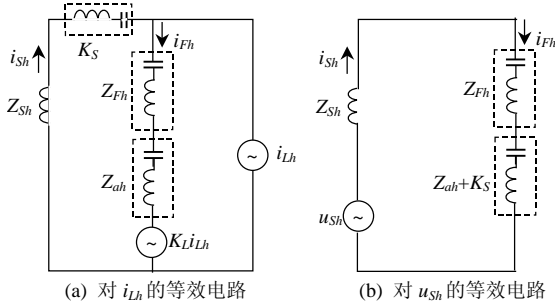 K_S
i_Fh
i_Sh
Z_Sh
Z_Fh
Z_ah
i_Lh
~
K_L i_Lh
~
(a) 对 i_Lh 的等效电路
i_Fh
i_Sh
Z_Sh
Z_Fh
Z_ah+K_S
u_Sh
~
(b) 对 u_Sh 的等效电路